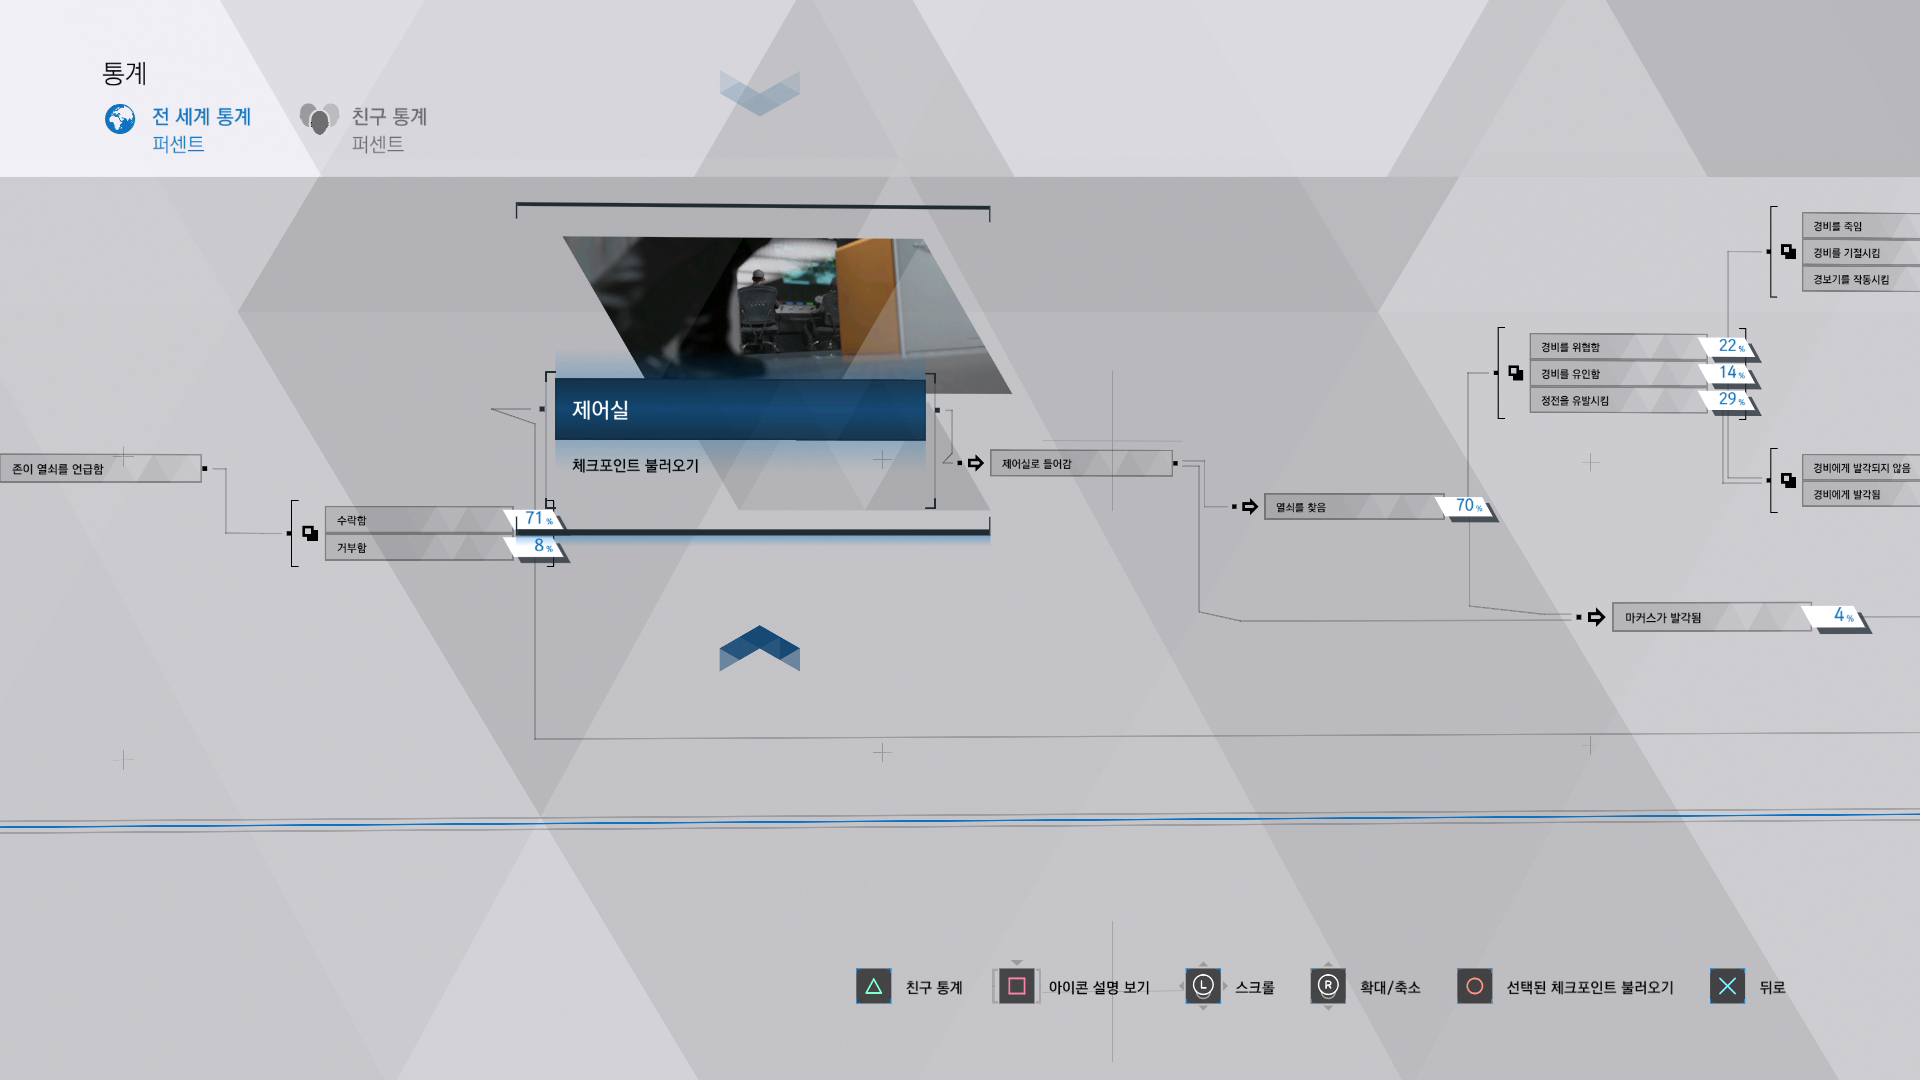 통계
전 세계 통계
퍼센트
친구 통계
퍼센트
존이 열쇠를 언급함
수락함
71%
거부함
8%
제어실
체크포인트 불러오기
제어실로 들어감
열쇠를 찾음
70%
경비를 위협함
22%
경비를 유인함
14%
정전을 유발시킴
29%
경비를 죽임
경비를 기절시킴
경보기를 작동시킴
경비에게 발각되지 않음
경비에게 발각됨
마커스가 발각됨
4%
친구 통계
아이콘 설명 보기
L
스크롤
R
확대/축소
선택된 체크포인트 불러오기
뒤로